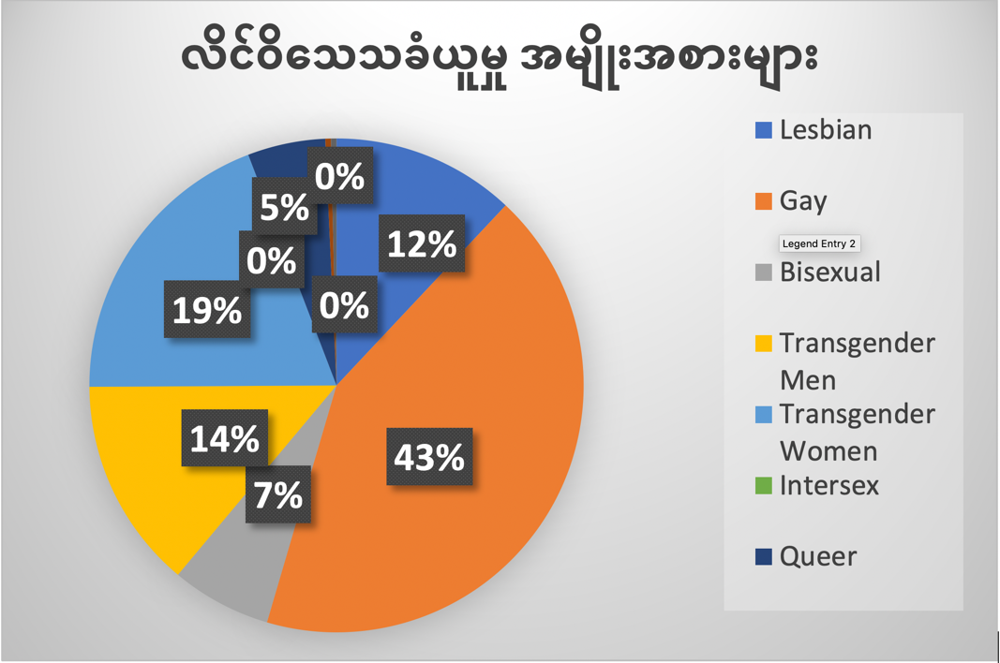 လိင်ဝိသေသခံယူမှု အမျိုးအစားများ
0%
5%
12%
0%
19%
0%
14%
43%
7%
Lesbian
Gay
Legend Entry 2
Bisexual
Transgender
Men
Transgender
Women
Intersex
Queer